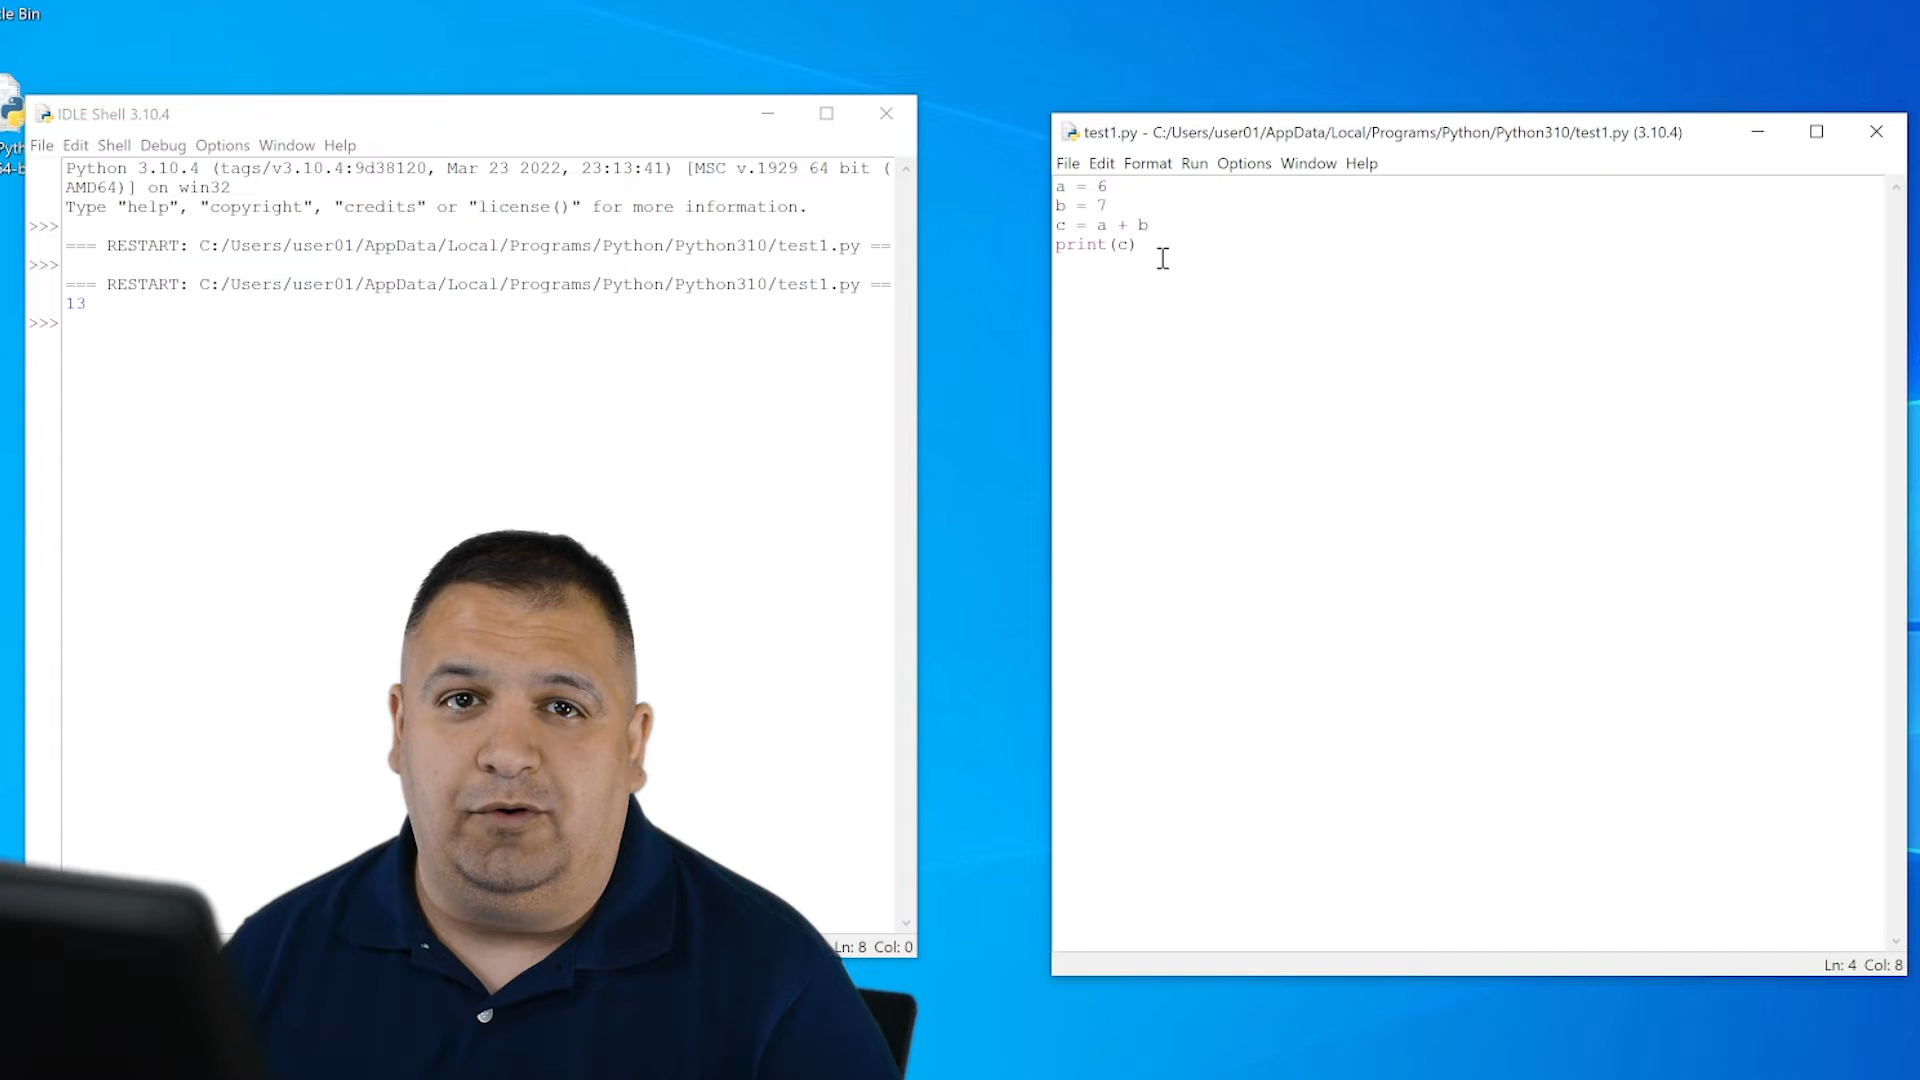 le Bin
Pyth
64-b
IDLE Shell 3.10.4
File Edit Shell Debug Options Window Help
Python 3.10.4 (tags/v3.10.4:9d38120, Mar 23 2022, 23:13:41) [MSC v.1929 64 bit (
AMD64)] on win32
Type "help", "copyright", "credits" or "license()" for more information.
>>>
=== RESTART: C:/Users/user01/AppData/Local/Programs/Python/Python310/test1.py ==
>>>
=== RESTART: C:/Users/user01/AppData/Local/Programs/Python/Python310/test1.py ==
13
>>>
Ln: 8 Col: 0
test1.py - C:/Users/user01/AppData/Local/Programs/Python/Python310/test1.py (3.10.4)
File Edit Format Run Options Window Help
a = 6
b = 7
c = a + b
print(c)
Ln: 4 Col: 8